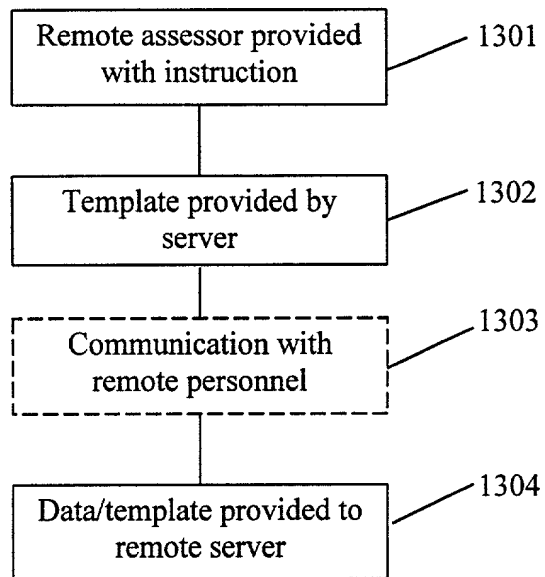 Remote assessor provided
with instruction
1301
Template provided by
server
1302
Communication with
remote personnel
1303
Data/template provided to
remote server
1304